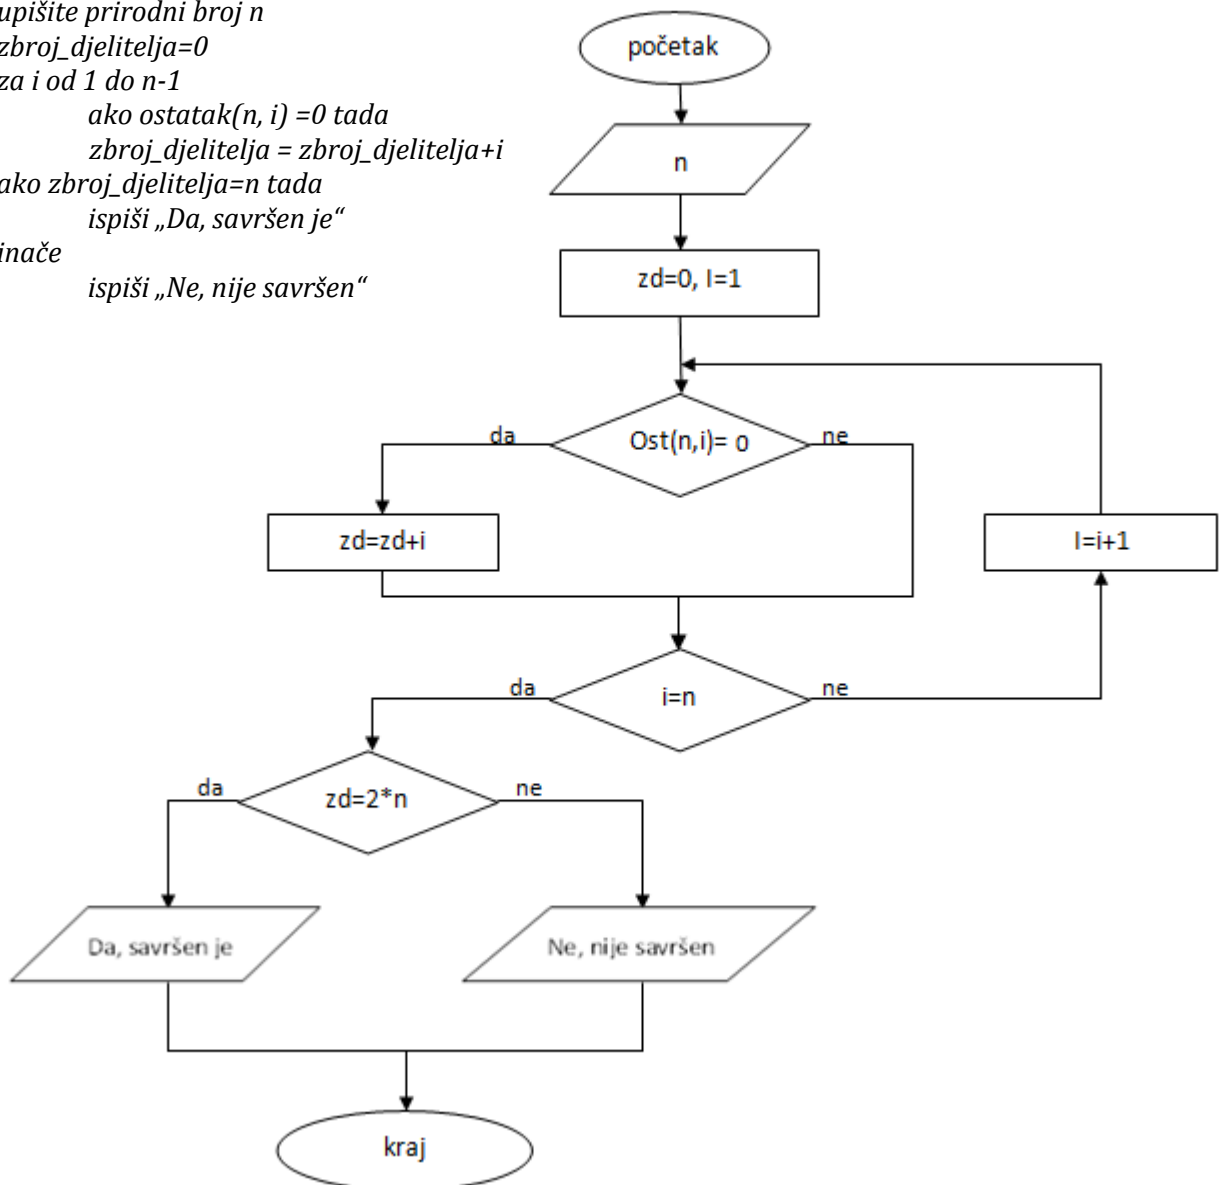 upišite prirodni broj n
zbroj_djelitelja=0
za i od 1 do n-1
ako ostatak(n, i) =0 tada
zbroj_djelitelja = zbroj_djelitelja+i
ako zbroj_djelitelja=n tada
ispiši „Da, savršen je“
inače
ispiši „Ne, nije savršen“
početak
n
zd=0, I=1
da
Ost(n,i)= 0
ne
zd=zd+i
I=i+1
da
i=n
ne
da
zd=2*n
ne
Da, savršen je
Ne, nije savršen
kraj